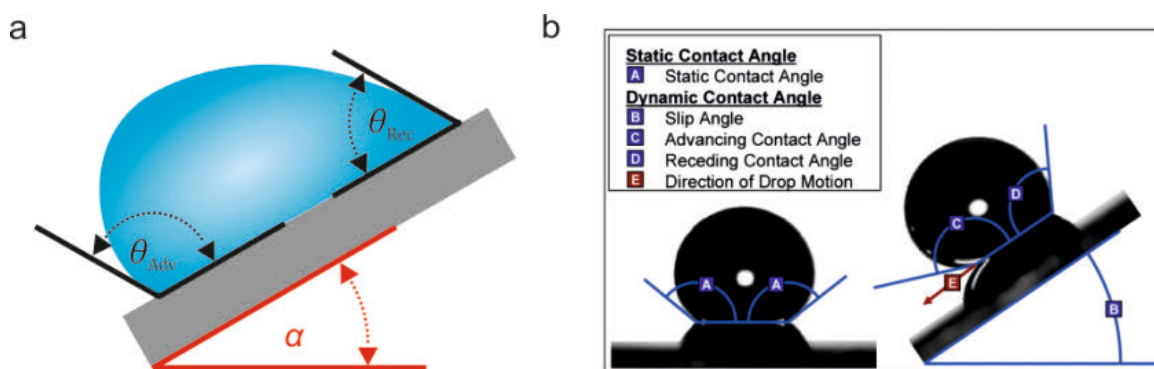 a
θRec
θAdv
α
b
Static Contact Angle
A Static Contact Angle
Dynamic Contact Angle
B Slip Angle
C Advancing Contact Angle
D Receding Contact Angle
E Direction of Drop Motion
A A
D
C
E
B